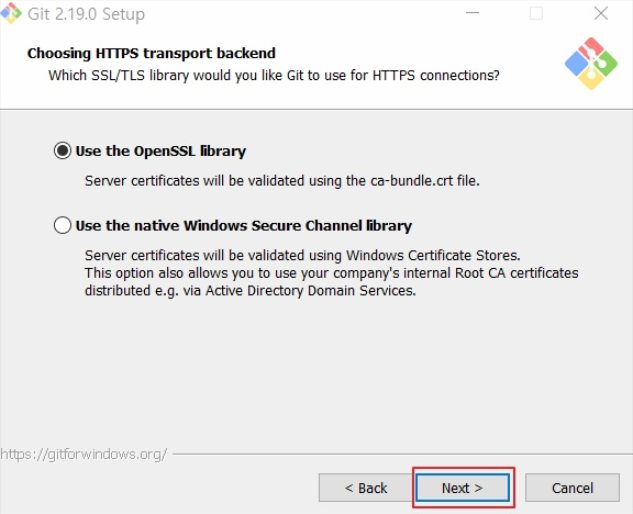 Git 2.19.0 Setup
Choosing HTTPS transport backend
Which SSL/TLS library would you like Git to use for HTTPS connections?
Use the OpenSSL library
Server certificates will be validated using the ca-bundle.crt file.
Use the native Windows Secure Channel library
Server certificates will be validated using Windows Certificate Stores.
This option also allows you to use your company's internal Root CA certificates
distributed e.g. via Active Directory Domain Services.
https://gitforwindows.org/
< Back
Next >
Cancel